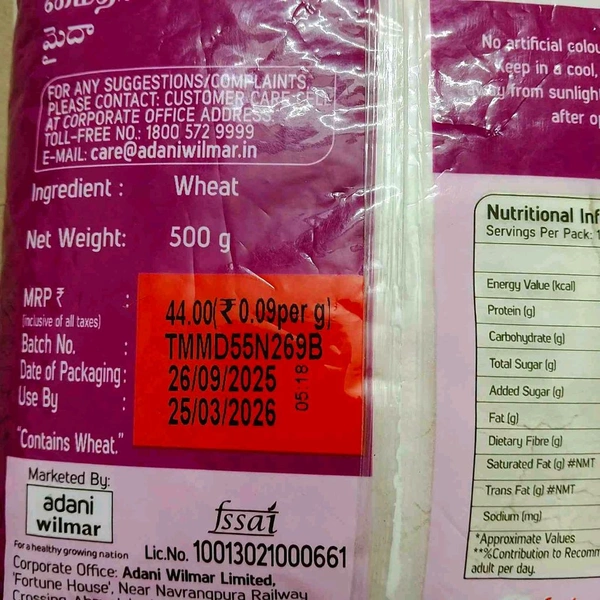 మైదా
FOR ANY SUGGESTIONS/COMPLAINTS,
PLEASE CONTACT: CUSTOMER CARE CELL
AT CORPORATE OFFICE ADDRESS.
TOLL-FREE NO.: 1800 572 9999
E-MAIL: care@adaniwilmar.in
Ingredient : Wheat
Net Weight: 500 g
MRP ₹ : 44.00(₹ 0.09per g)
(inclusive of all taxes)
Batch No. : TMMD55N269B
Date of Packaging : 26/09/2025
Use By : 25/03/2026
05 18
"Contains Wheat."
Marketed By:
adani
wilmar
For a healthy growing nation
fssai
Lic.No. 10013021000661
Corporate Office: Adani Wilmar Limited,
'Fortune House', Near Navrangpura Railway
No artificial colou
Keep in a cool,
away from sunlight
after op
Nutritional Inf
Servings Per Pack: 1
Energy Value (kcal)
Protein (g)
Carbohydrate (g)
Total Sugar (g)
Added Sugar (g)
Fat (g)
Dietary Fibre (g)
Saturated Fat (g) #NMT
Trans Fat (g) #NMT
Sodium (mg)
*Approximate Values
**%Contribution to Recomm
adult per day.